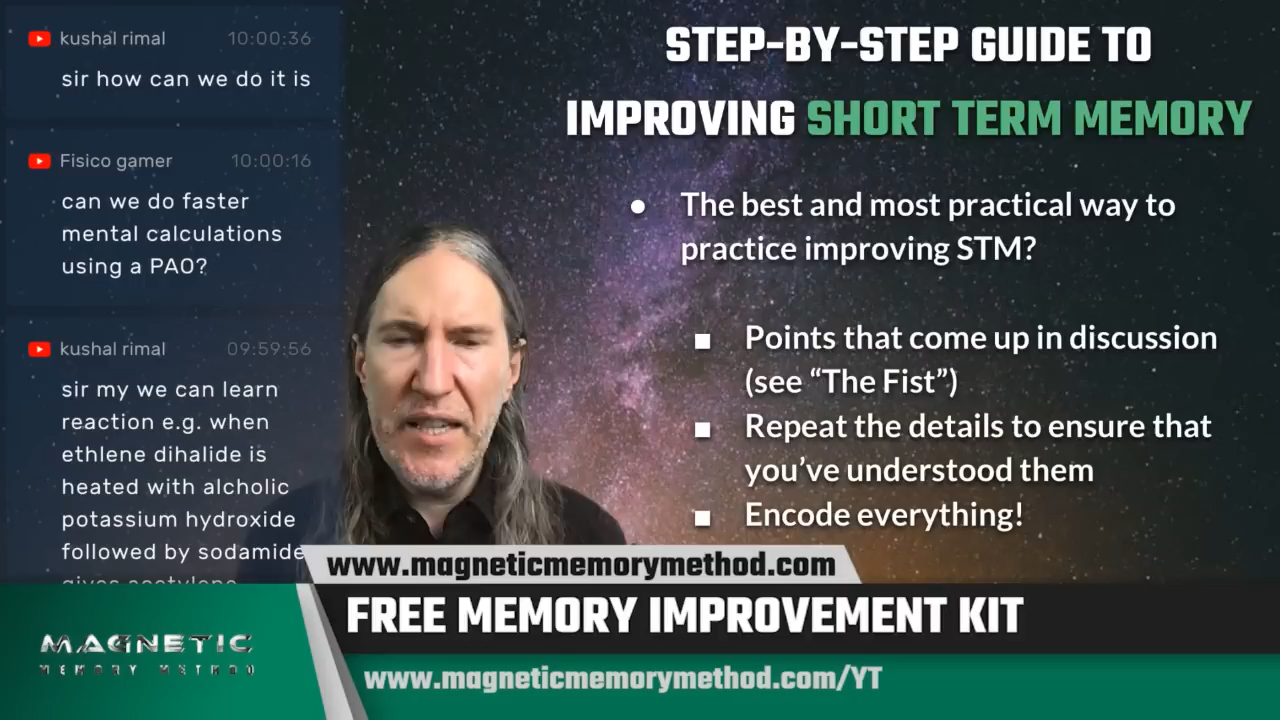 kushal rimal 10:00:36
sir how can we do it is
Fisico gamer 10:00:16
can we do faster
mental calculations
using a PAO?
kushal rimal 09:59:56
sir my we can learn
reaction e.g. when
ethlene dihalide is
heated with alcholic
potassium hydroxide
followed by sodamide
gives acetylene
STEP-BY-STEP GUIDE TO
IMPROVING SHORT TERM MEMORY
● The best and most practical way to
practice improving STM?
■ Points that come up in discussion
(see “The Fist”)
■ Repeat the details to ensure that
you’ve understood them
■ Encode everything!
www.magneticmemorymethod.com
FREE MEMORY IMPROVEMENT KIT
www.magneticmemorymethod.com/YT
MAGNETIC
MEMORY METHOD